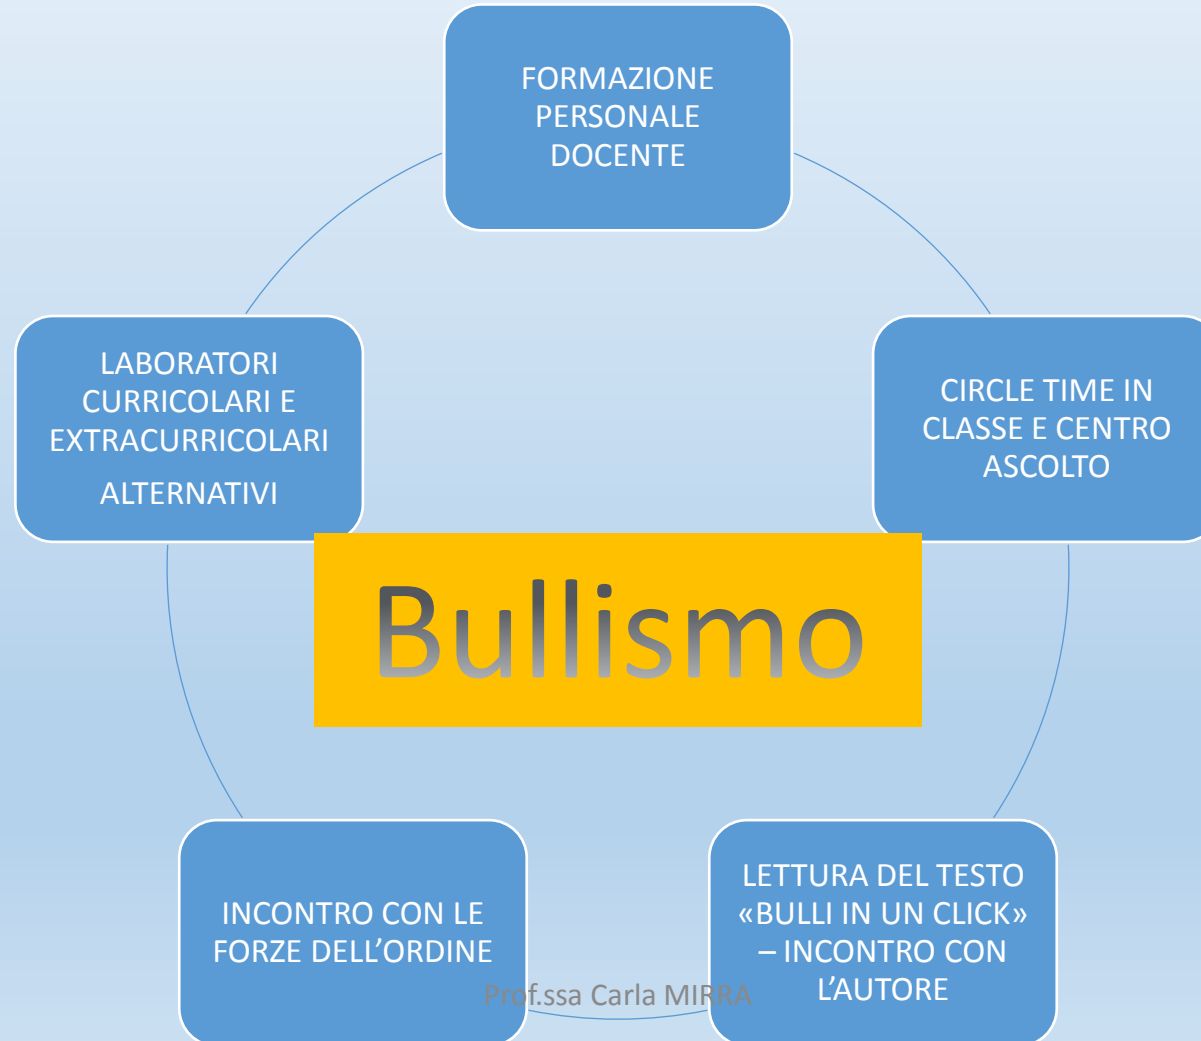 FORMAZIONE
PERSONALE
DOCENTE
LABORATORI
CURRICOLARI E
EXTRACURRICOLARI
ALTERNATIVI
CIRCLE TIME IN
CLASSE E CENTRO
ASCOLTO
Bullismo
INCONTRO CON LE
FORZE DELL’ORDINE
LETTURA DEL TESTO
«BULLI IN UN CLICK»
– INCONTRO CON
L’AUTORE
Prof.ssa Carla MIRRA